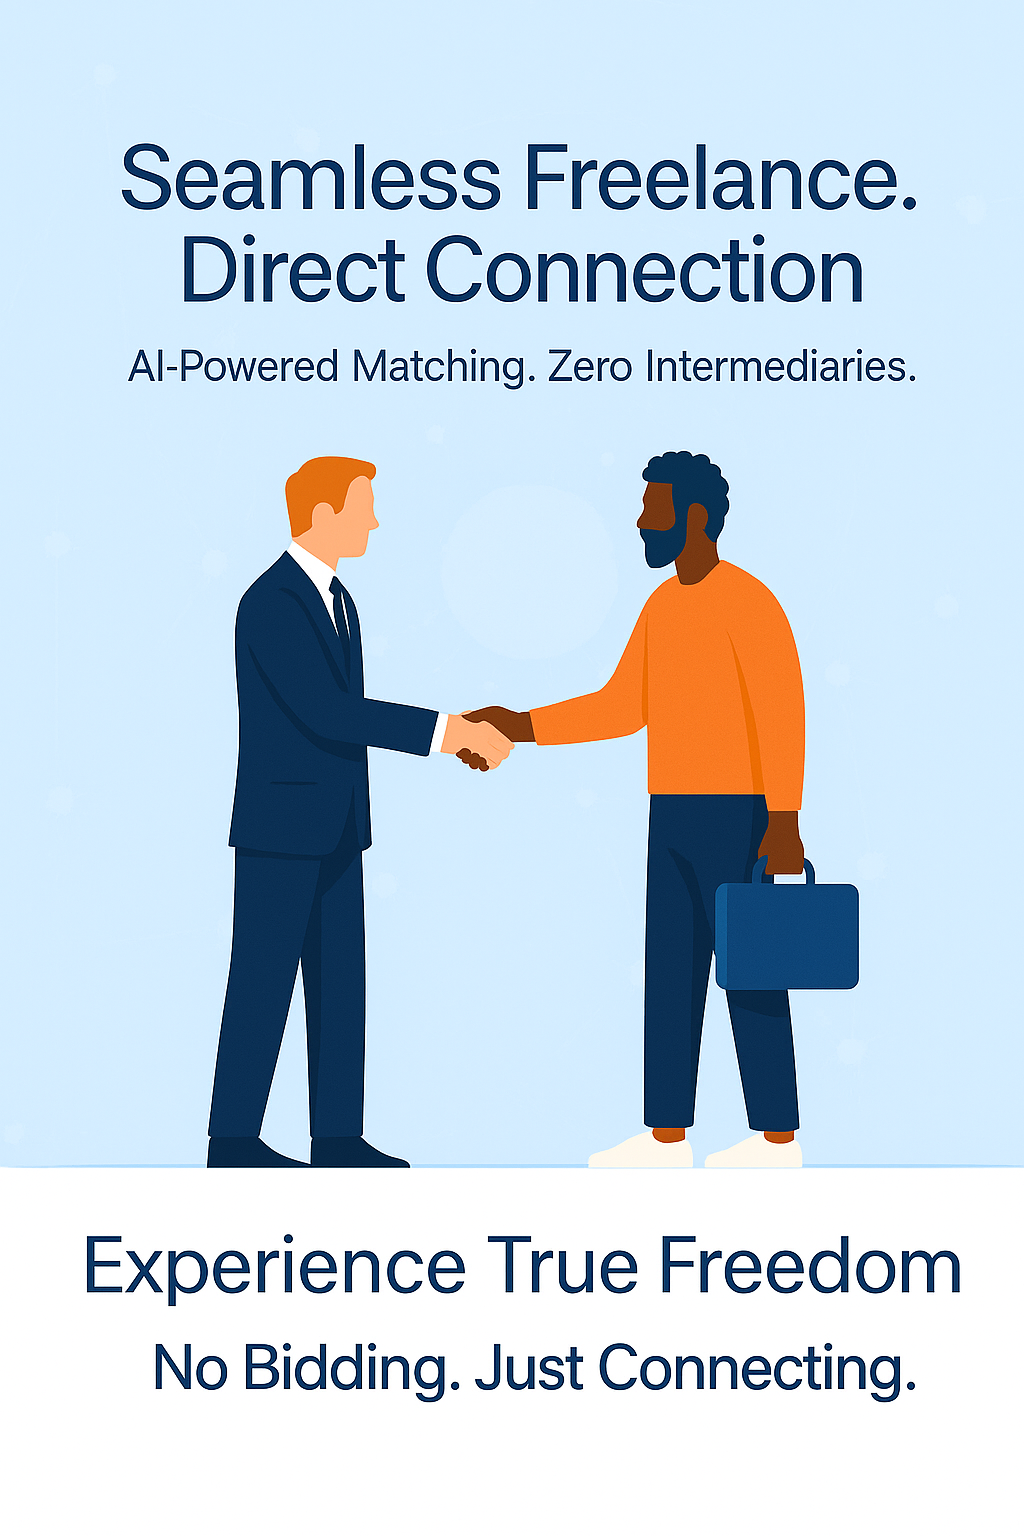 Seamless Freelance.
Direct Connection
AI-Powered Matching. Zero Intermediaries.
Experience True Freedom
No Bidding. Just Connecting.